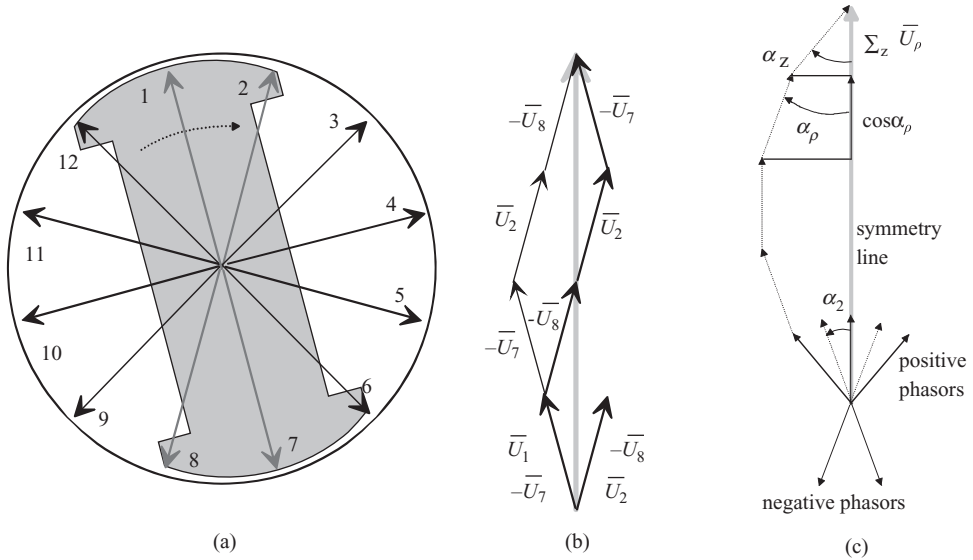 1
2
3
4
5
6
7
8
9
10
11
12
(a)
−U̅₈
−U̅₇
U̅₂
U̅₂
-U̅₈
−U̅₇
U̅₁
−U̅₈
−U̅₇
U̅₂
(b)
α_z
Σ_z U̅_ρ
α_ρ
cosα_ρ
symmetry
line
α₂
positive
phasors
negative phasors
(c)